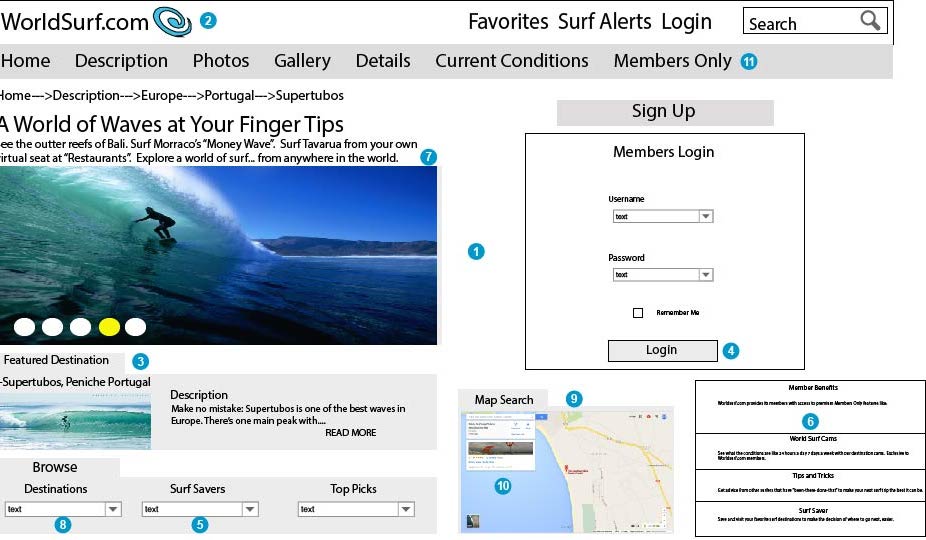 WorldSurf.com
2
Favorites Surf Alerts Login
Search
Home Description Photos Gallery Details Current Conditions Members Only
11
Home--->Description--->Europe--->Portugal--->Supertubos
A World of Waves at Your Finger Tips
ee the outter reefs of Bali. Surf Morraco's "Money Wave". Surf Tavarua from your own
virtual seat at "Restaurants". Explore a world of surf... from anywhere in the world.
7
Sign Up
Members Login
Username
text
1
Password
text
Remember Me
Login
4
Featured Destination
3
-Supertubos, Peniche Portugal
Description
Make no mistake: Supertubos is one of the best waves in
Europe. There's one main peak with....
READ MORE
Browse
Destinations
text
8
Surf Savers
text
5
Top Picks
text
Map Search
9
10
Member Benefits
Worldsurf.com provides its members with access to premium Members Only features like:
6
World Surf Cams
See what the conditions are like 24 hours a day 7 days a week with our destination cams. Exclusive to
Worldsurf.com members.
Tips and Tricks
Get advice from other surfers that have "been-there-done-that" to make your next surf trip the best it can be.
Surf Saver
Save and visit your favorite surf destinations to make the decision of where to go next, easier.